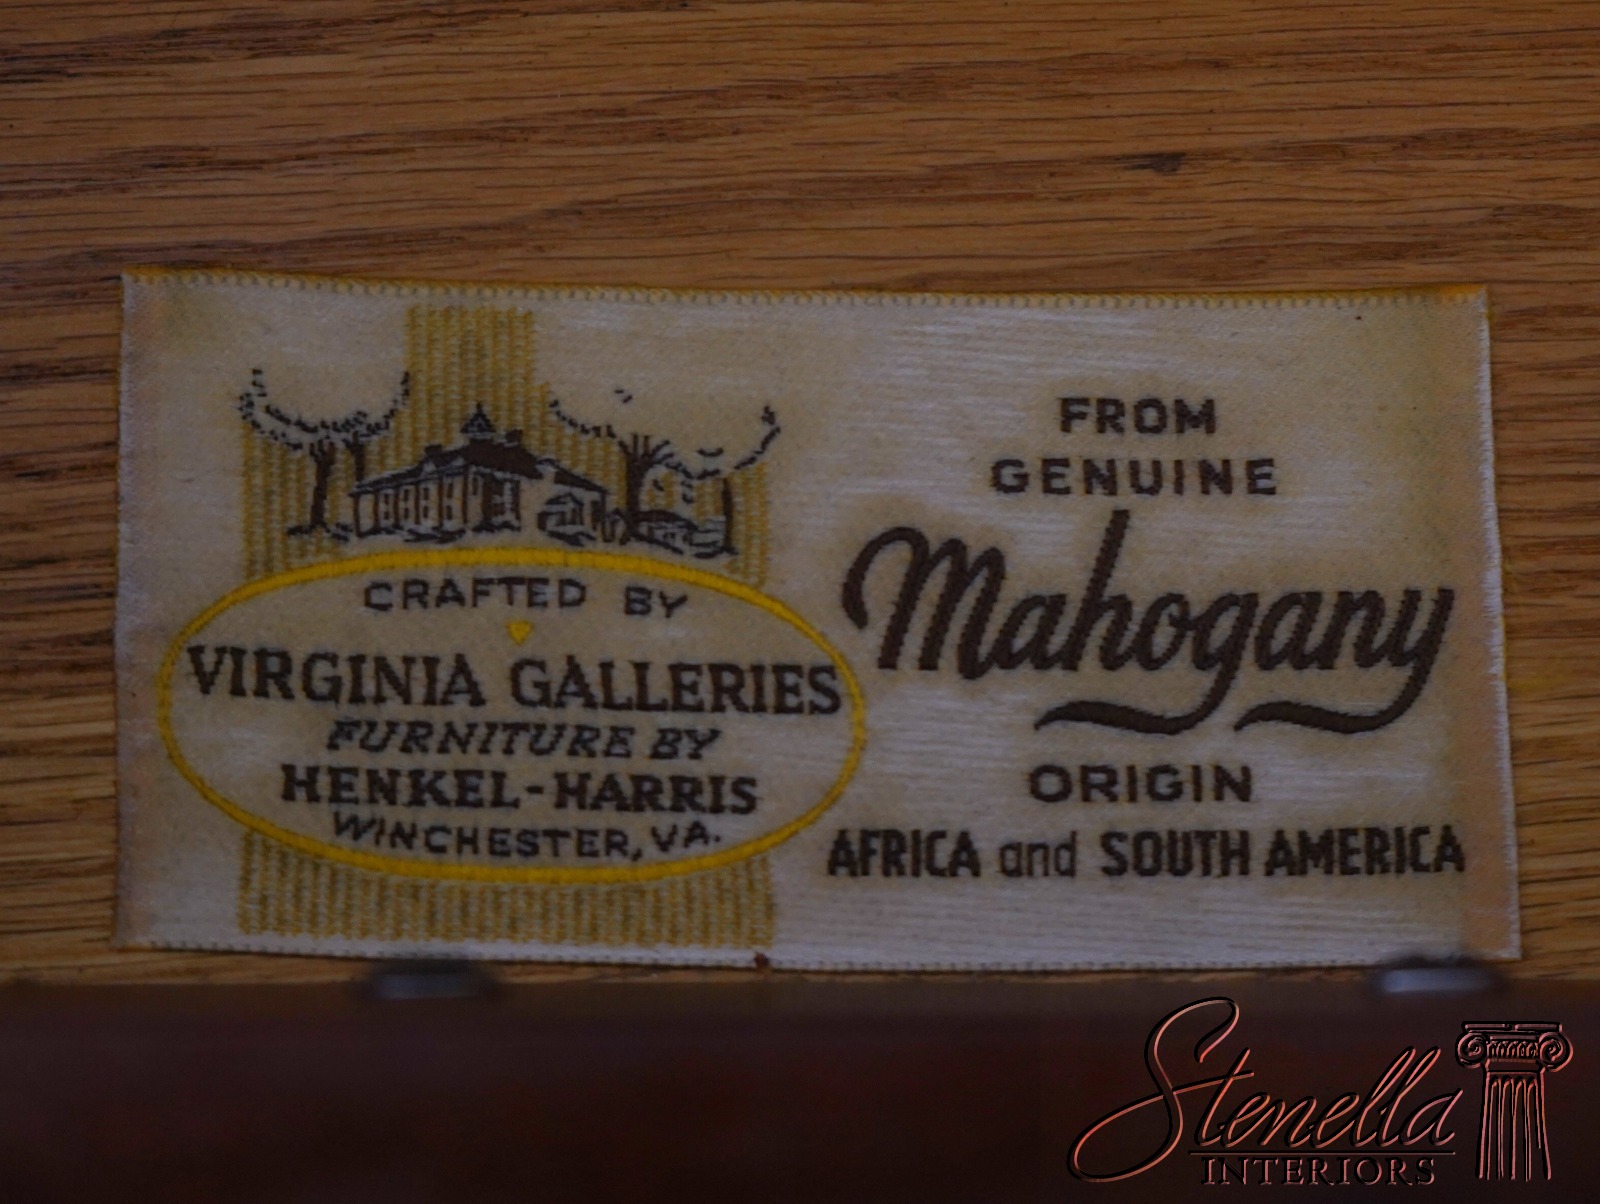 CRAFTED BY
VIRGINIA GALLERIES
FURNITURE BY
HENKEL-HARRIS
WINCHESTER, VA.
FROM
GENUINE
Mahogany
ORIGIN
AFRICA and SOUTH AMERICA
Stenella
INTERIORS